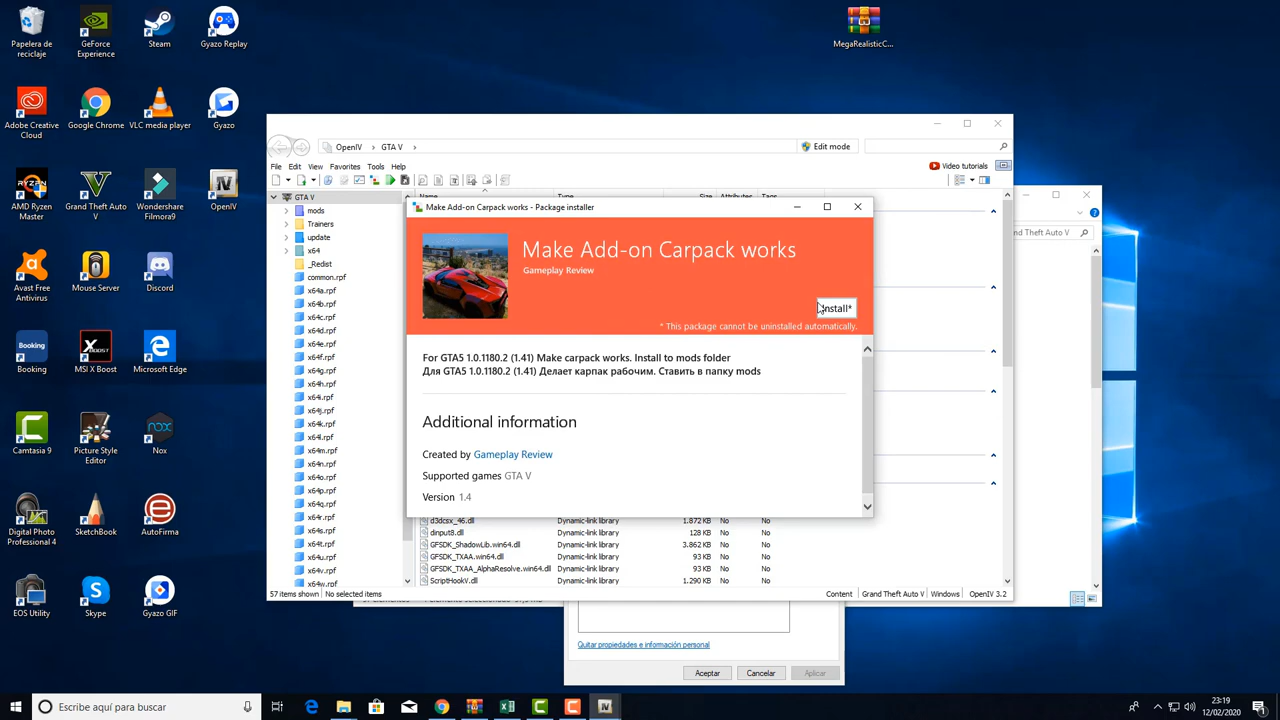 Papelera de reciclaje
GeForce Experience
Steam
Gyazo Replay
MegaRealisticC...
Adobe Creative Cloud
Google Chrome
VLC media player
Gyazo
AMD Ryzen Master
Grand Theft Auto V
Wondershare Filmora9
OpenIV
Avast Free Antivirus
Mouse Server
Discord
Booking
Booking
MSI X Boost
Microsoft Edge
Camtasia 9
Picture Style Editor
Nox
Digital Photo Professional 4
SketchBook
AutoFirma
EOS Utility
Skype
Gyazo GIF
OpenIV
GTA V
Edit mode
File Edit View Favorites Tools Help
Video tutorials
GTA V
Name Type Size Attributes Tags
mods
Trainers
update
x64
_Redist
common.rpf
x64a.rpf
x64b.rpf
x64c.rpf
x64d.rpf
x64e.rpf
x64f.rpf
x64g.rpf
x64h.rpf
x64i.rpf
x64j.rpf
x64k.rpf
x64l.rpf
x64m.rpf
x64n.rpf
x64o.rpf
x64p.rpf
x64q.rpf
x64r.rpf
x64s.rpf
x64t.rpf
x64u.rpf
x64v.rpf
x64w.rpf
Make Add-on Carpack works - Package installer
Make Add-on Carpack works
Gameplay Review
Install*
* This package cannot be uninstalled automatically.
For GTA5 1.0.1180.2 (1.41) Make carpack works. Install to mods folder
Для GTA5 1.0.1180.2 (1.41) Делает карпак рабочим. Ставить в папку mods
Additional information
Created by Gameplay Review
Supported games GTA V
Version 1.4
d3dcsx_46.dll Dynamic-link library 1.872 KB No No
dinput8.dll Dynamic-link library 128 KB No No
GFSDK_ShadowLib.win64.dll Dynamic-link library 3.862 KB No No
GFSDK_TXAA.win64.dll Dynamic-link library 93 KB No No
GFSDK_TXAA_AlphaResolve.win64.dll Dynamic-link library 93 KB No No
ScriptHookV.dll Dynamic-link library 1.290 KB No No
57 items shown No selected items
Content Grand Theft Auto V Windows OpenIV 3.2
and Theft Auto V
Quitar propiedades e información personal
Aceptar Cancelar Aplicar
Escribe aquí para buscar
23:19
12/02/2020